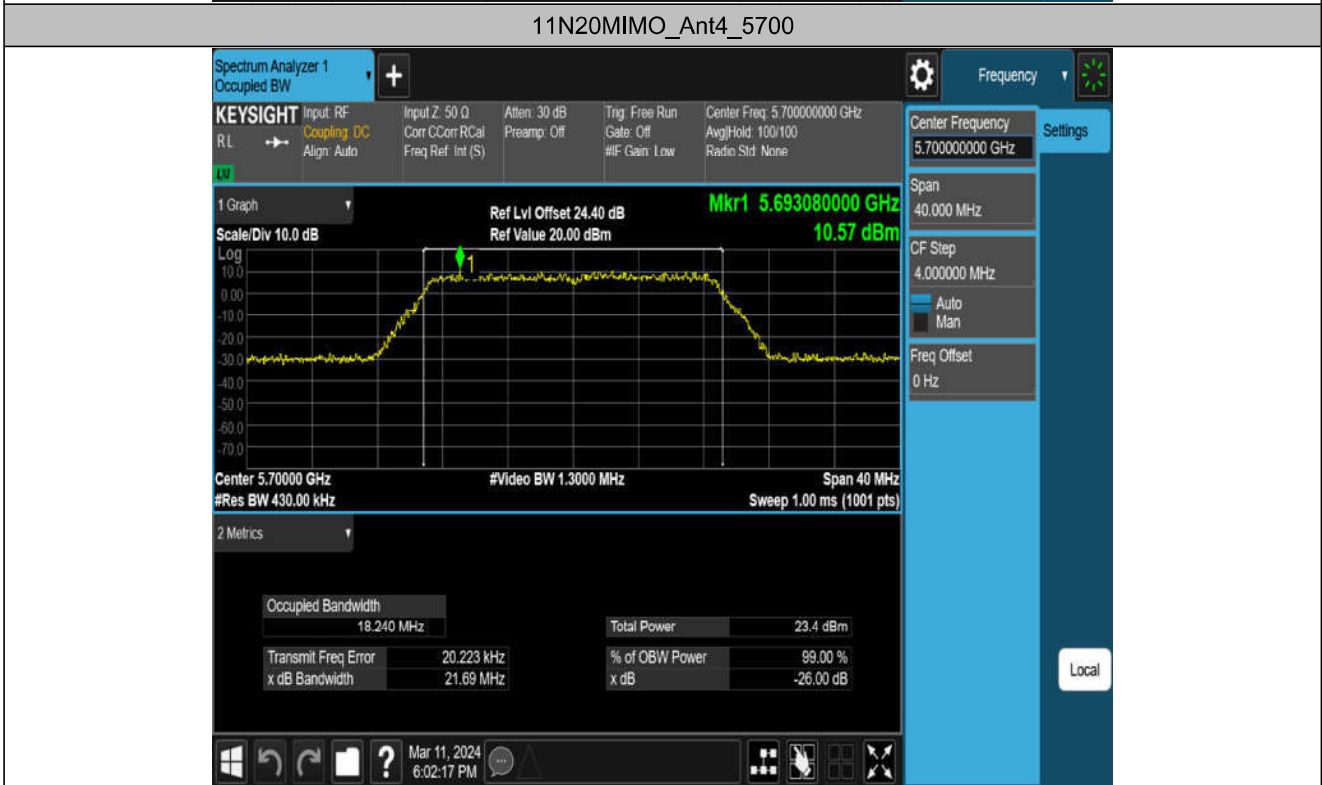 11N20MIMO_Ant4_5700
Spectrum Analyzer 1
Occupied BW
Frequency
KEYSIGHT
RL
LXI
Input: RF
Coupling: DC
Align: Auto
Input Z: 50 Ω
Corr CCorr RCal
Freq Ref: Int (S)
Atten: 30 dB
Preamp: Off
Trig: Free Run
Gate: Off
#IF Gain: Low
Center Freq: 5.700000000 GHz
Avg|Hold: 100/100
Radio Std: None
Center Frequency
5.700000000 GHz
Settings
Span
40.000 MHz
CF Step
4.000000 MHz
Auto
Man
Freq Offset
0 Hz
Local
1 Graph
Scale/Div 10.0 dB
Ref Lvl Offset 24.40 dB
Ref Value 20.00 dBm
Mkr1 5.693080000 GHz
10.57 dBm
Log
10.0
0.00
-10.0
-20.0
-30.0
-40.0
-50.0
-60.0
-70.0
1
Center 5.70000 GHz
#Res BW 430.00 kHz
#Video BW 1.3000 MHz
Span 40 MHz
Sweep 1.00 ms (1001 pts)
2 Metrics
Occupied Bandwidth
18.240 MHz
Total Power 23.4 dBm
Transmit Freq Error 20.223 kHz
% of OBW Power 99.00 %
x dB Bandwidth 21.69 MHz
x dB -26.00 dB
Mar 11, 2024
6:02:17 PM